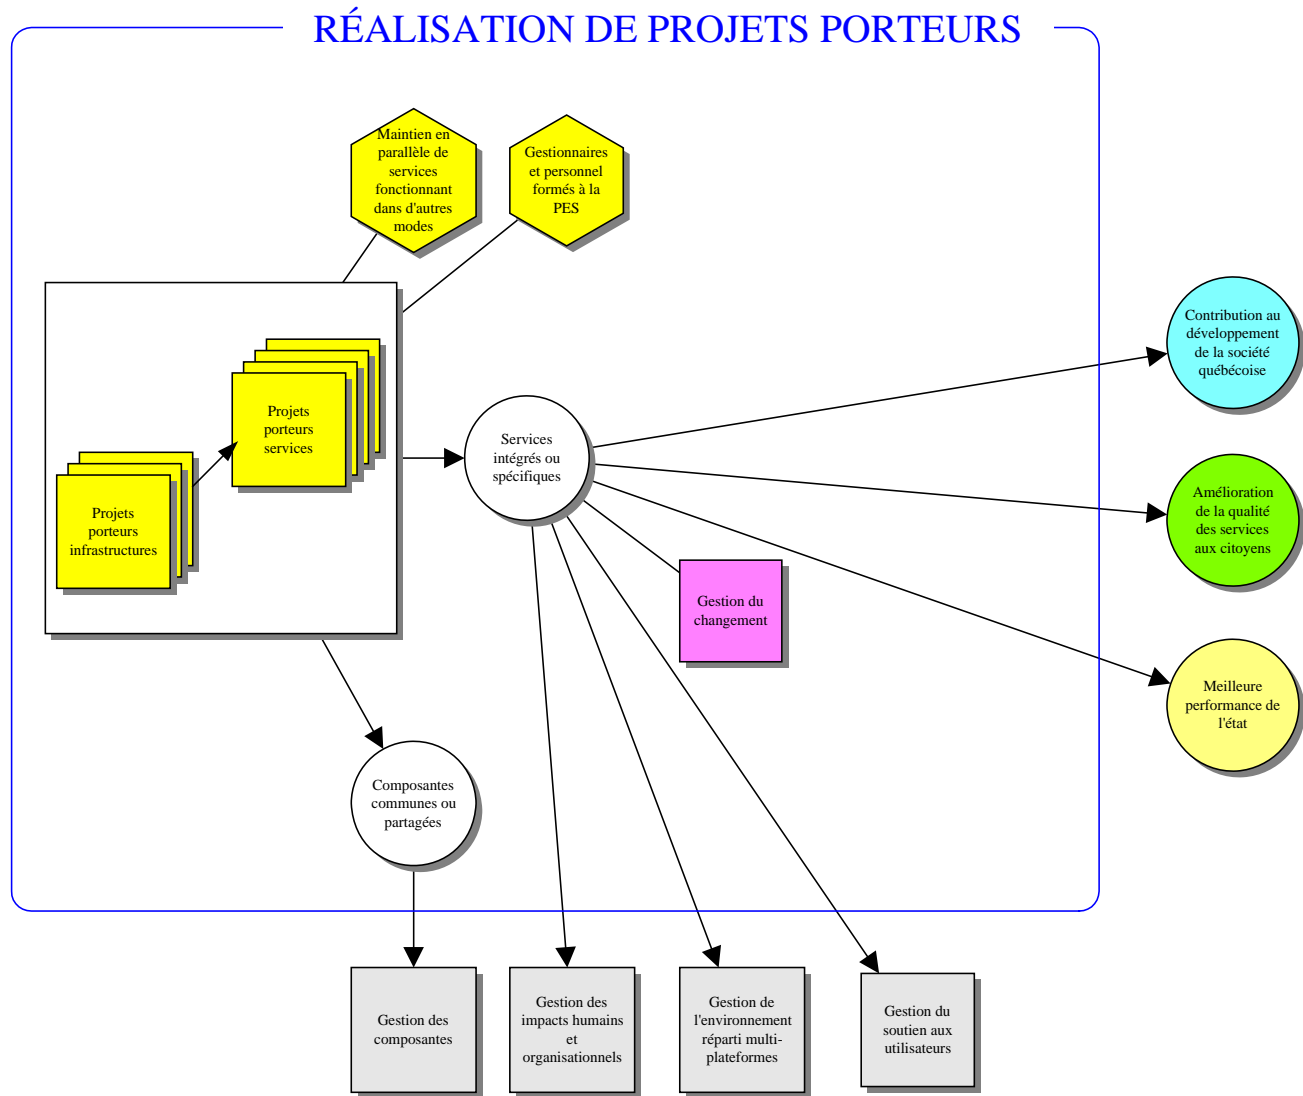 RÉALISATION DE PROJETS PORTEURS
Maintien en
parallèle de
services
fonctionnant
dans d'autres
modes
Gestionnaires
et personnel
formés à la
PES
Contribution au
développement
de la société
québécoise
Projets
porteurs
services
Services
intégrés ou
spécifiques
Projets
porteurs
infrastructures
Amélioration
de la qualité
des services
aux citoyens
Gestion du
changement
Meilleure
performance de
l'état
Composantes
communes ou
partagées
Gestion des
composantes
Gestion des
impacts humains
et
organisationnels
Gestion de
l'environnement
réparti multi-
plateformes
Gestion du
soutien aux
utilisateurs